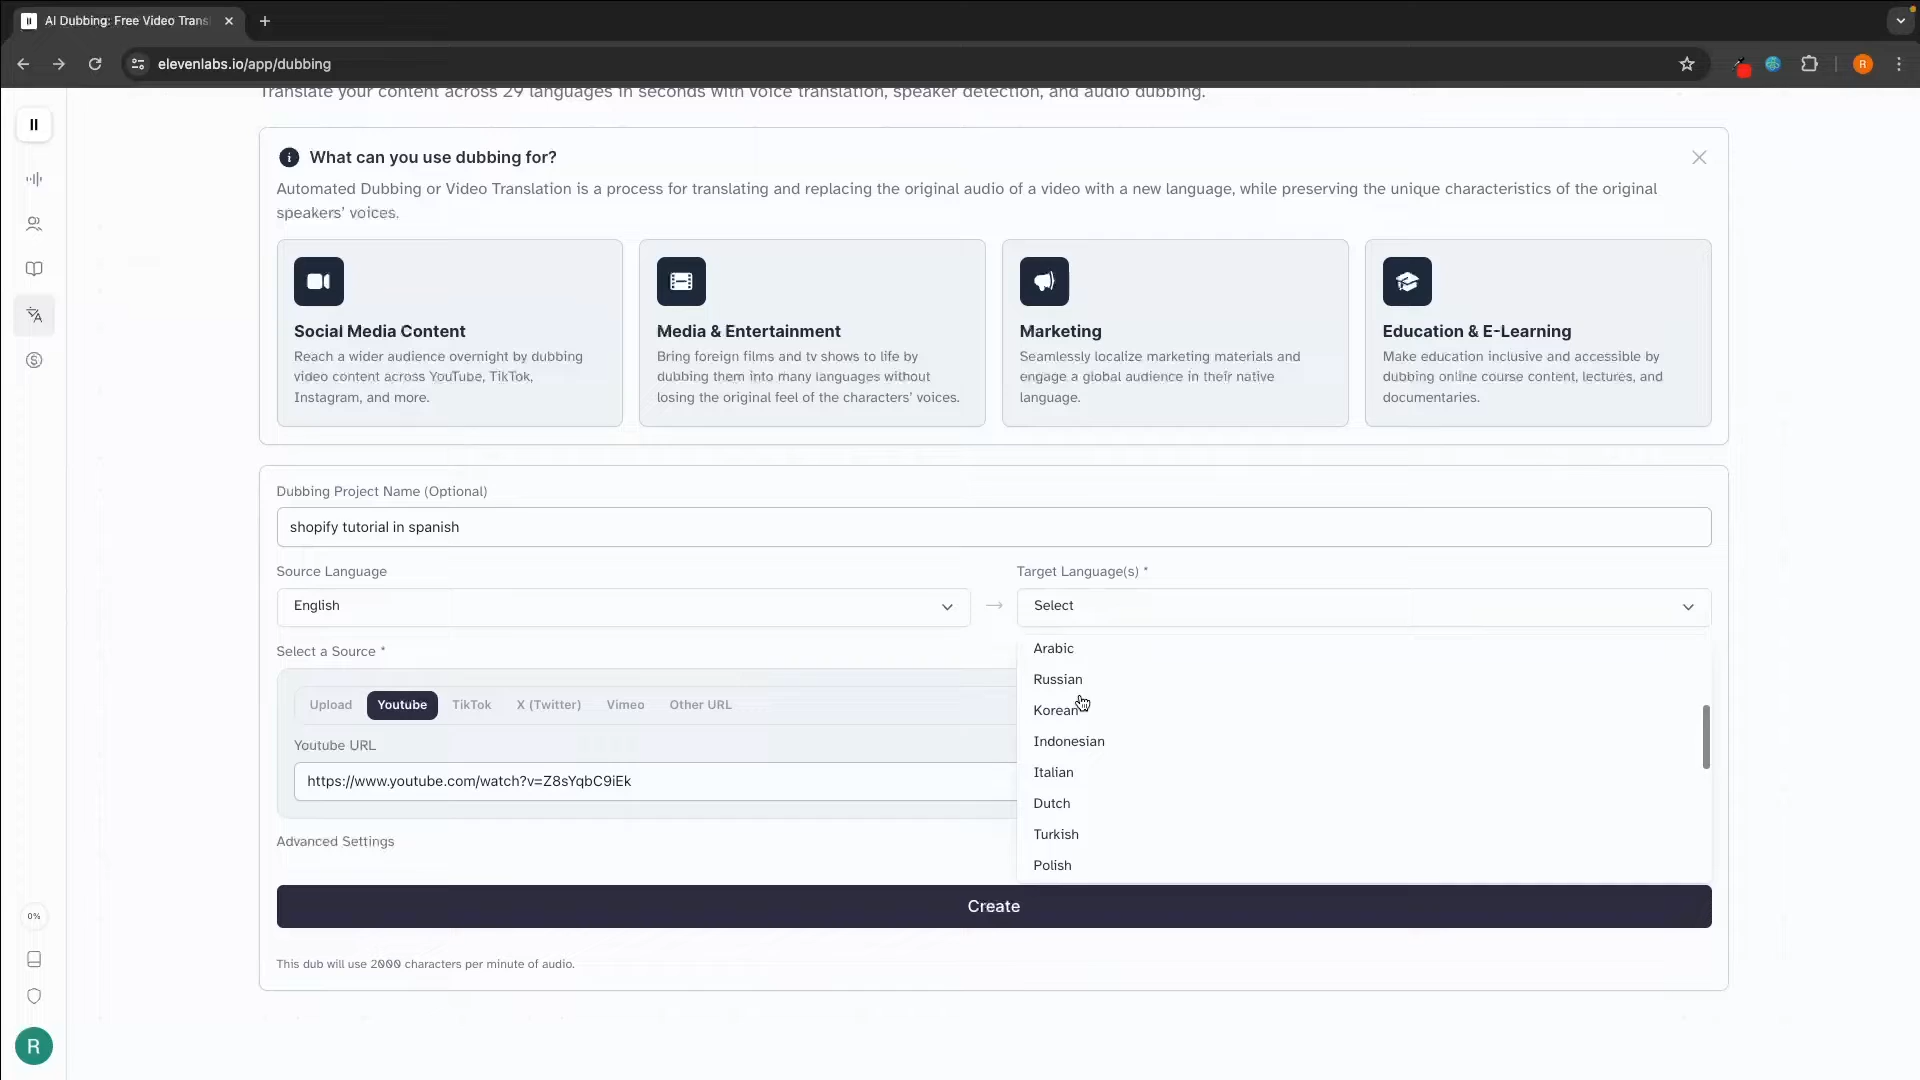 AI Dubbing: Free Video Trans
elevenlabs.io/app/dubbing
R
Translate your content across 29 languages in seconds with voice translation, speaker detection, and audio dubbing.
What can you use dubbing for?
Automated Dubbing or Video Translation is a process for translating and replacing the original audio of a video with a new language, while preserving the unique characteristics of the original
speakers' voices.
Social Media Content
Reach a wider audience overnight by dubbing
video content across YouTube, TikTok,
Instagram, and more.
Media & Entertainment
Bring foreign films and tv shows to life by
dubbing them into many languages without
losing the original feel of the characters' voices.
Marketing
Seamlessly localize marketing materials and
engage a global audience in their native
language.
Education & E-Learning
Make education inclusive and accessible by
dubbing online course content, lectures, and
documentaries.
Dubbing Project Name (Optional)
shopify tutorial in spanish
Source Language
English
Target Language(s) *
Select
Arabic
Russian
Korean
Indonesian
Italian
Dutch
Turkish
Polish
Select a Source *
Upload Youtube TikTok X (Twitter) Vimeo Other URL
Youtube URL
https://www.youtube.com/watch?v=Z8sYqbC9iEk
Advanced Settings
Create
This dub will use 2000 characters per minute of audio.
0%
R